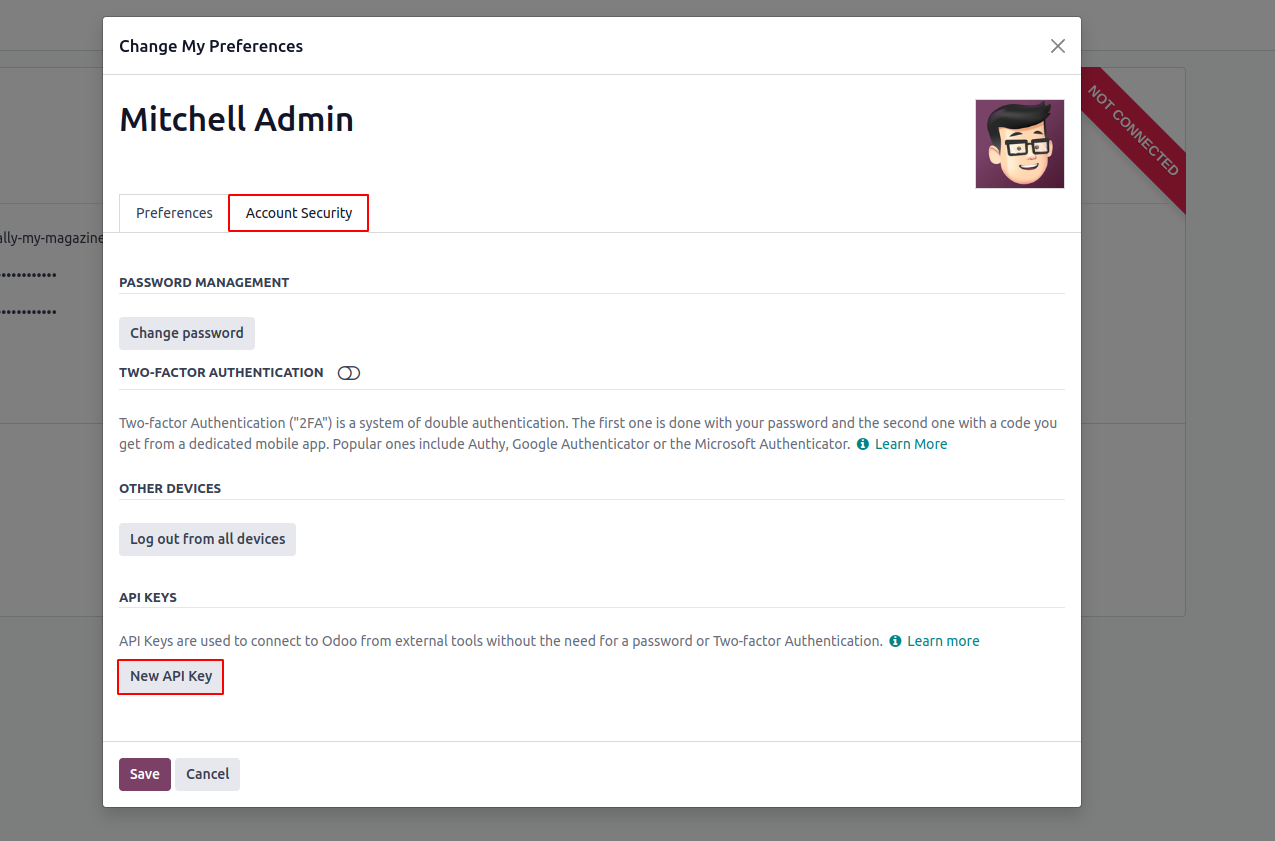 Change My Preferences
Mitchell Admin
NOT CONNECTED
Preferences
Account Security
ally-my-magazine
••••••••••••
PASSWORD MANAGEMENT
••••••••••••
Change password
TWO-FACTOR AUTHENTICATION
Two-factor Authentication ("2FA") is a system of double authentication. The first one is done with your password and the second one with a code you
get from a dedicated mobile app. Popular ones include Authy, Google Authenticator or the Microsoft Authenticator. Learn More
OTHER DEVICES
Log out from all devices
API KEYS
API Keys are used to connect to Odoo from external tools without the need for a password or Two-factor Authentication. Learn more
New API Key
Save
Cancel